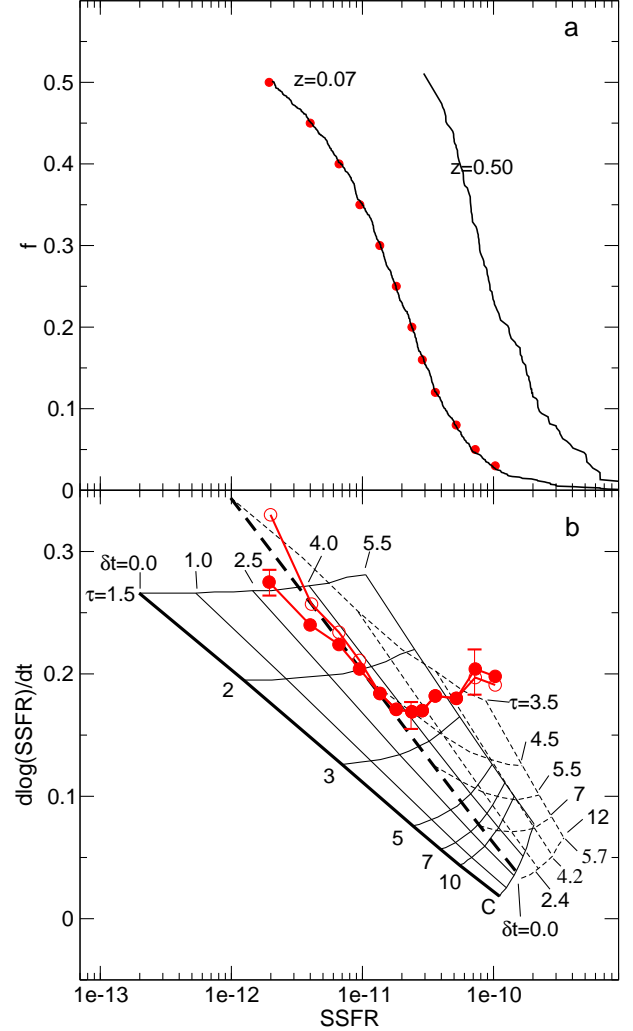 a
0.5
z=0.07
0.4
z=0.50
f
0.3
0.2
0.1
0
b
0.3
δt=0.0
1.0
2.5
4.0
5.5
τ=1.5
dlog(SSFR)/dt
0.2
2
τ=3.5
4.5
3
5.5
0.1
7
12
5
5.7
7
4.2
10
2.4
C
δt=0.0
0
1e-13
1e-12
1e-11
1e-10
SSFR